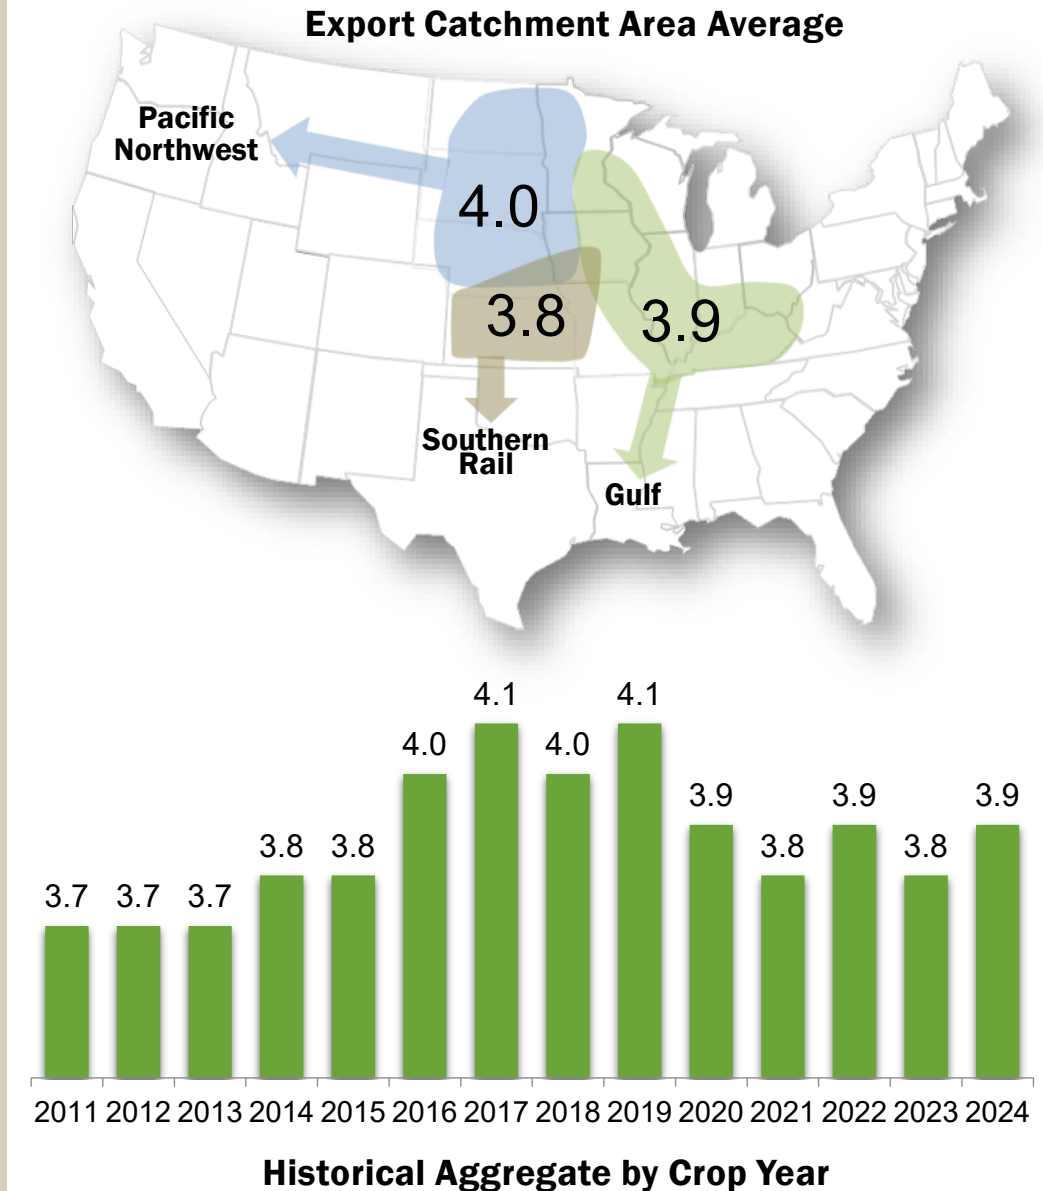 Export Catchment Area Average
Pacific
Northwest
4.0
3.8
3.9
Southern
Rail
Gulf
4.1
4.1
4.0
4.0
3.9
3.9
3.9
3.8
3.8
3.8
3.8
3.7
3.7
3.7
2011 2012 2013 2014 2015 2016 2017 2018 2019 2020 2021 2022 2023 2024
Historical Aggregate by Crop Year